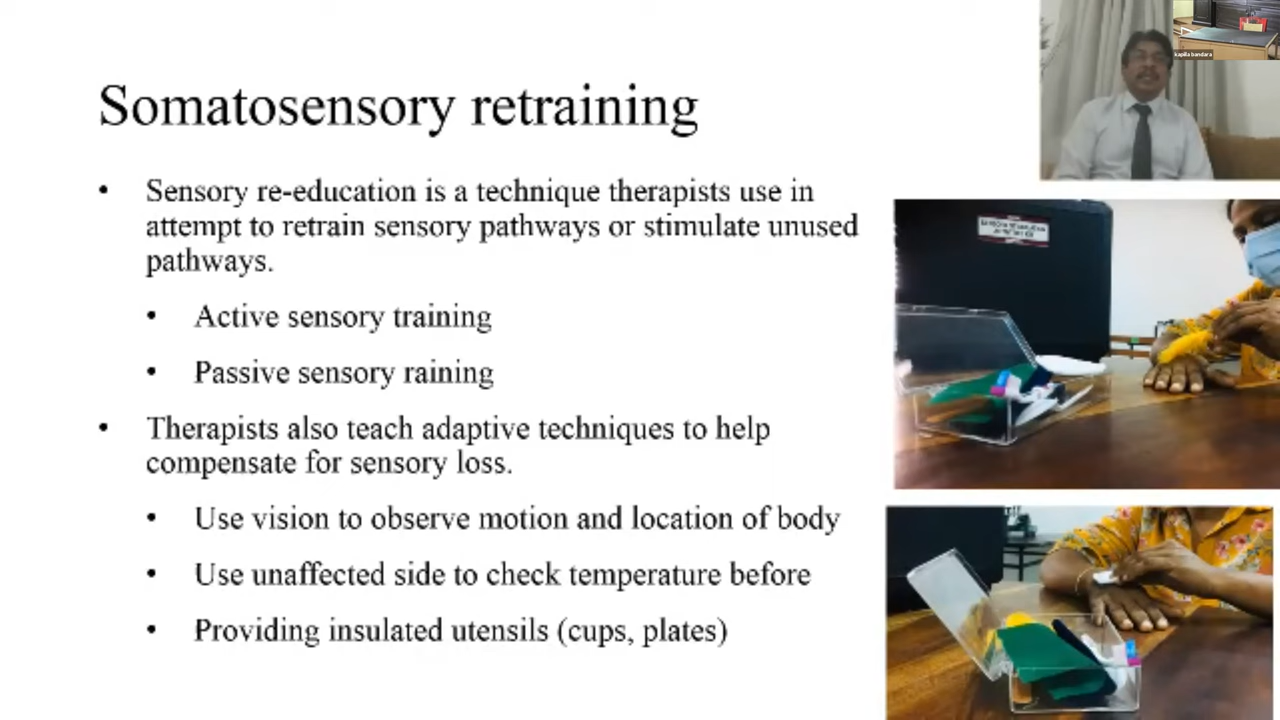 Somatosensory retraining
• Sensory re-education is a technique therapists use in
attempt to retrain sensory pathways or stimulate unused
pathways.
• Active sensory training
• Passive sensory raining
• Therapists also teach adaptive techniques to help
compensate for sensory loss.
• Use vision to observe motion and location of body
• Use unaffected side to check temperature before
• Providing insulated utensils (cups, plates)
kapila bandara